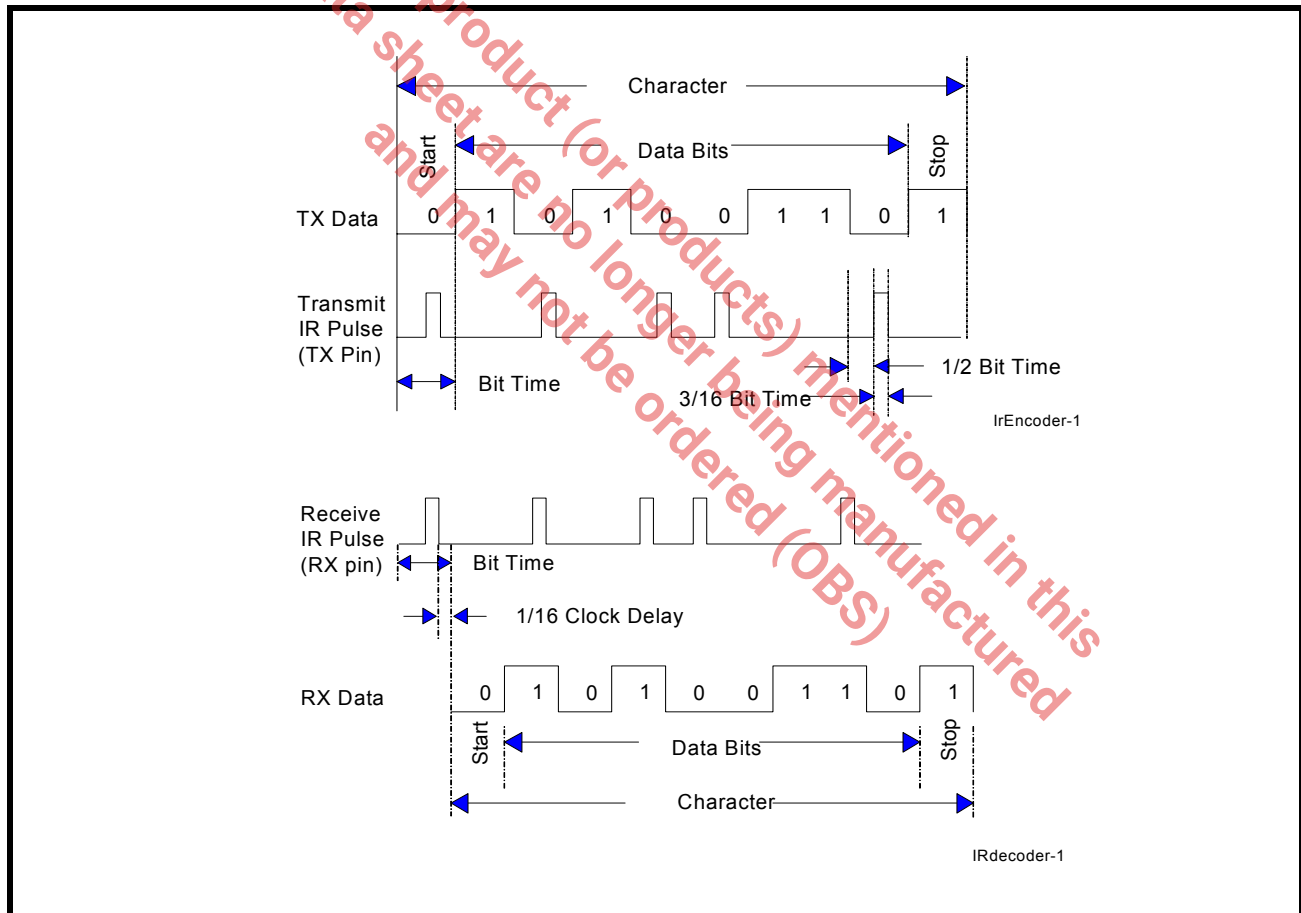 product (or products) mentioned in this
data sheet are no longer being manufactured
and may not be ordered (OBS)
Character
Start
Data Bits
Stop
TX Data
0 1 0 1 0 0 1 1 0 1
Transmit
IR Pulse
(TX Pin)
Bit Time
1/2 Bit Time
3/16 Bit Time
IrEncoder-1
Receive
IR Pulse
(RX pin)
Bit Time
1/16 Clock Delay
RX Data
0 1 0 1 0 0 1 1 0 1
Start
Data Bits
Stop
Character
IRdecoder-1